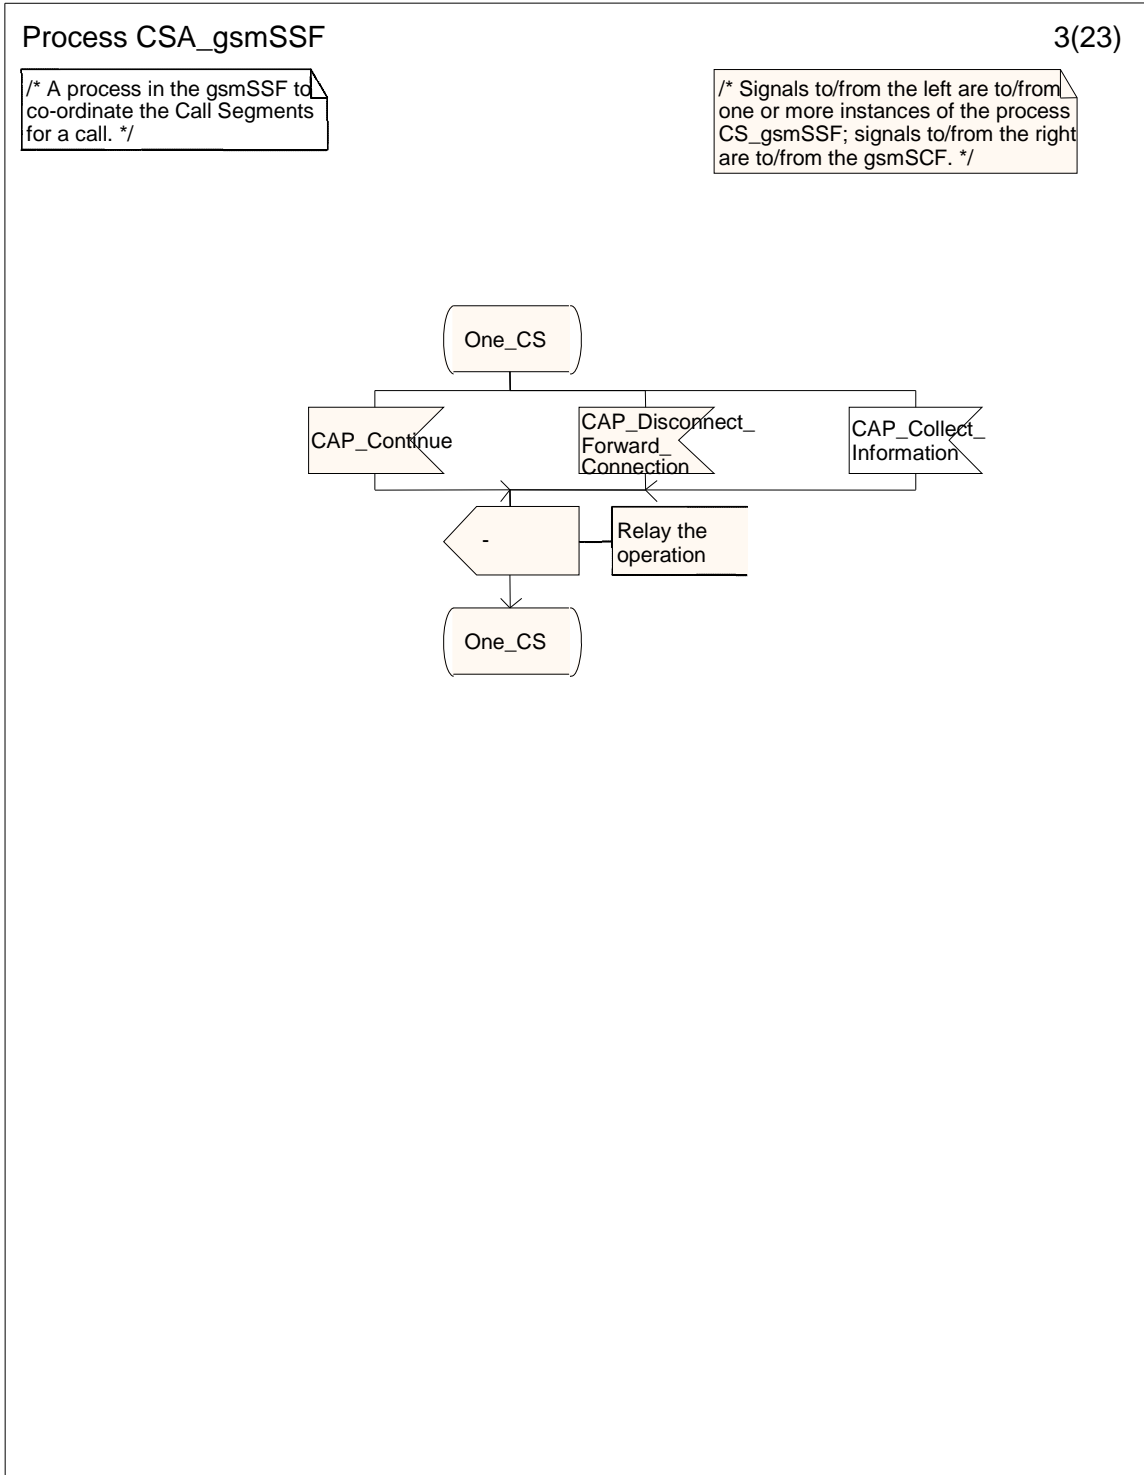 Process CSA_gsmSSF
3(23)
/* A process in the gsmSSF to
co-ordinate the Call Segments
for a call. */
/* Signals to/from the left are to/from
one or more instances of the process
CS_gsmSSF; signals to/from the right
are to/from the gsmSCF. */
One_CS
CAP_Continue
CAP_Disconnect_
Forward_
Connection
CAP_Collect_
Information
-
Relay the
operation
One_CS